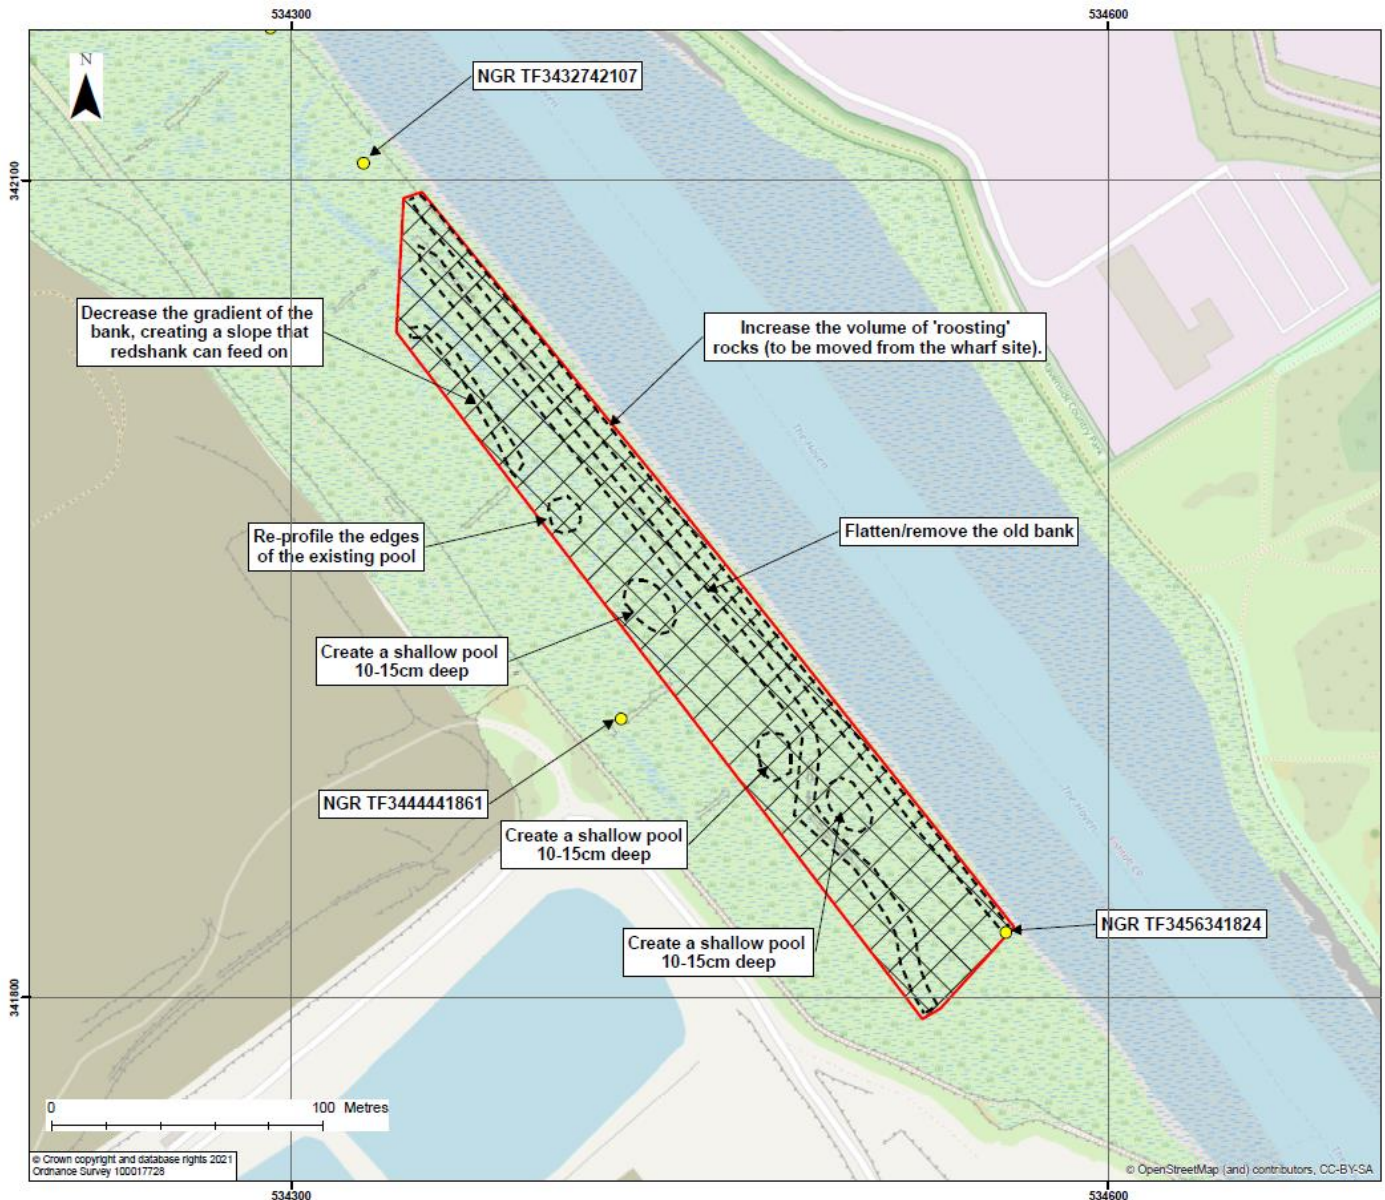 534300
534600
N
NGR TF3432742107
342100
Decrease the gradient of the
bank, creating a slope that
redshank can feed on
Increase the volume of 'roosting'
rocks (to be moved from the wharf site).
Havenside Country Park
The Haven
Re-profile the edges
of the existing pool
Flatten/remove the old bank
Create a shallow pool
10-15cm deep
NGR TF3444441861
The Haven
Create a shallow pool
10-15cm deep
Create a shallow pool
10-15cm deep
NGR TF3456341824
341800
0 100 Metres
© Crown copyright and database rights 2021
Ordnance Survey 100017728
© OpenStreetMap (and) contributors, CC-BY-SA
534300
534600